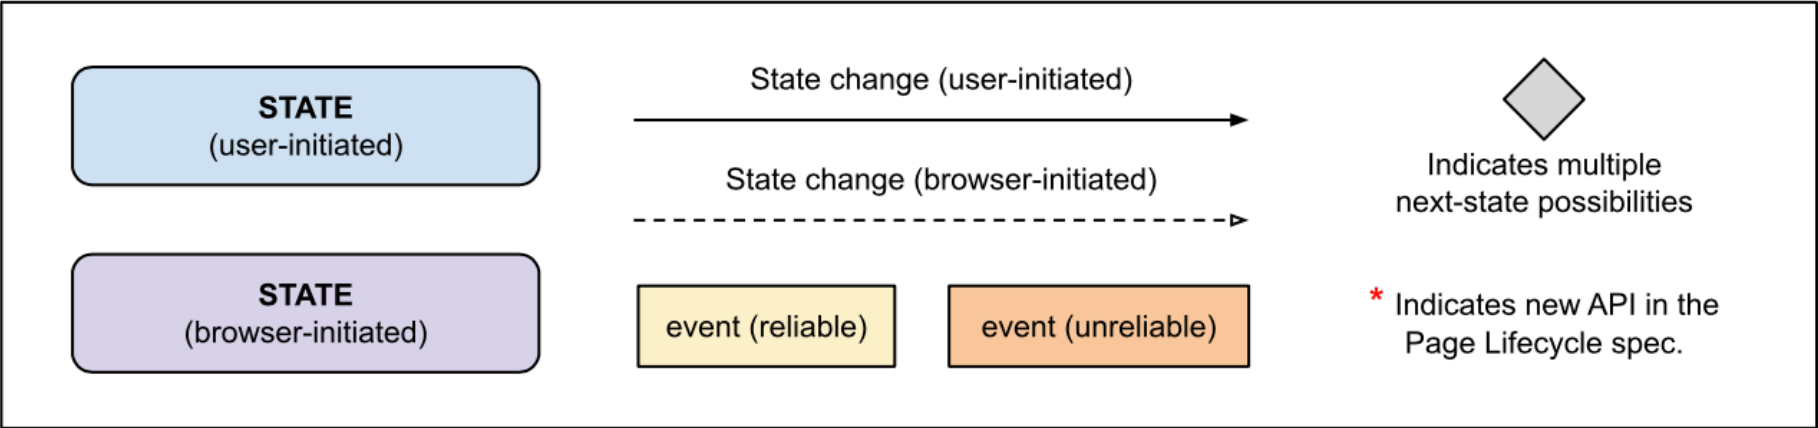 STATE
(user-initiated)
STATE
(browser-initiated)
State change (user-initiated)
State change (browser-initiated)
event (reliable)
event (unreliable)
Indicates multiple
next-state possibilities
* Indicates new API in the
Page Lifecycle spec.